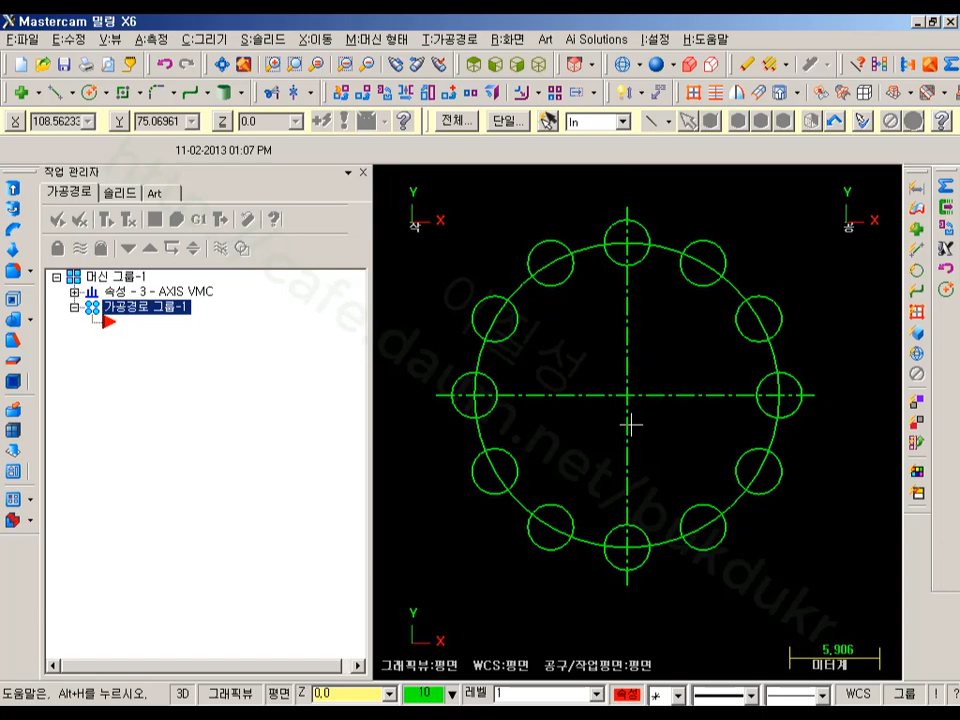 Mastercam 밀링 X6
F:파일 E:수정 V:뷰 A:측정 C:그리기 S:솔리드 X:이동 M:머신 형태 T:가공경로 R:화면 Art Ai Solutions I:설정 H:도움말
X 108.56233 Y 75.06961 Z 0.0 전체... 단일... In
11-02-2013 01:07 PM
작업 관리자
가공경로 솔리드 Art
G1
머신 그룹-1
속성 - 3 - AXIS VMC
가공경로 그룹-1
Y
X
작
Y
X
공
이철성
cafe.daum.net/bukdukr
Y
X
그래픽뷰:평면 WCS:평면 공구/작업평면:평면
5.906
미터계
도움말은, Alt+H를 누르시오. 3D 그래픽뷰 평면 Z 0.0 10 레벨 1 속성 WCS 그룹 ! ?